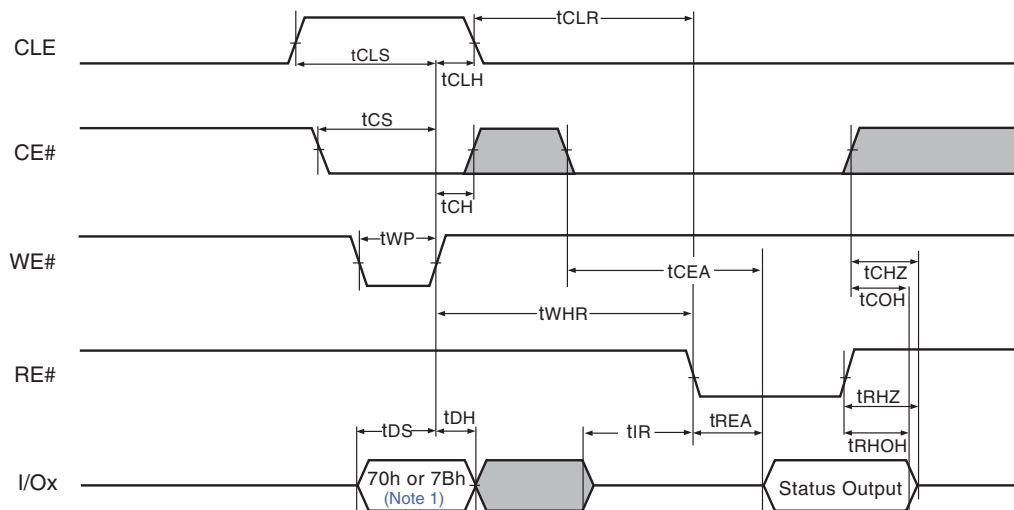 tCLR
CLE
tCLS
tCLH
tCS
CE#
tCH
tWP
WE#
tCEA
tCHZ
tCOH
tWHR
RE#
tRHZ
tDS
tDH
tIR
tREA
tRHOH
I/Ox
70h or 7Bh
(Note 1)
Status Output